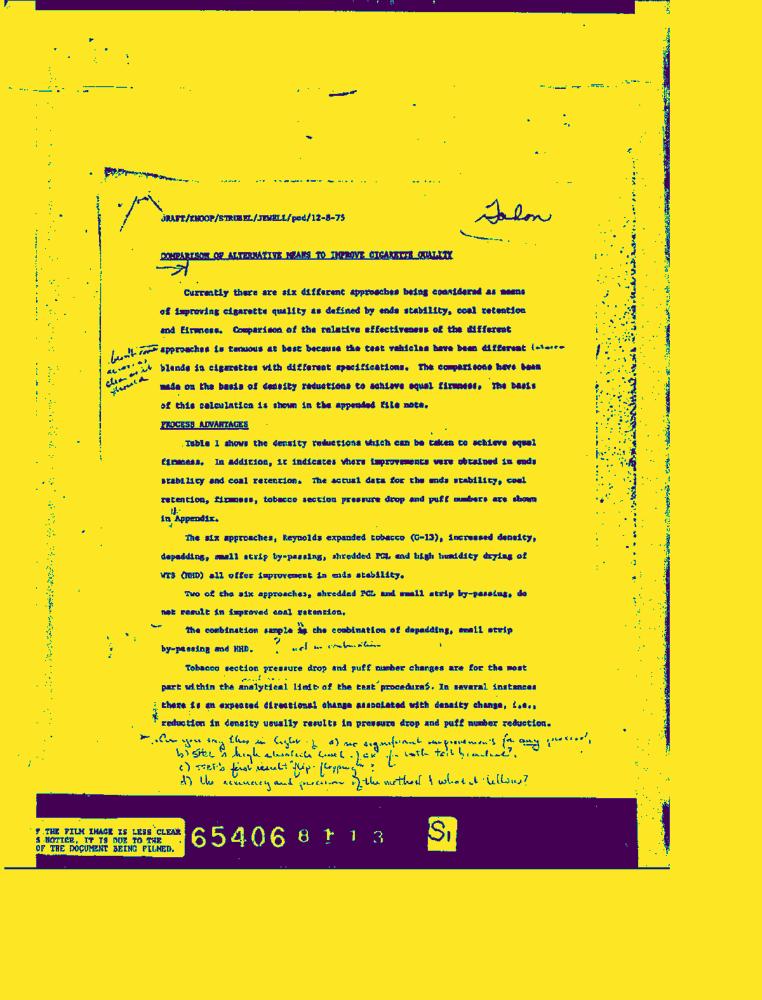 DRAFT/KNOOP/STRUBEL/JEWELL/pcd/12-8-75
COMPARISON OF ALTERNATIVE MEANS TO IMPROVE CIGARETTE QUALITY
Currently there are six different approaches being considered as means
of improving cigarette quality as defined by ends stability, coal retention
and firmness. Comparison of the relative effectiveness of the different
approaches is tenuous at best because the test vehicles have been different
blends in cigarettes with different specifications. The comparisons have been
made on the basis of density reductions to achieve equal firmness. The basis
of this calculation is shown in the appended file note.
PROCESS ADVANTAGES
Table 1 shows the density reductions which can be taken to achieve equal
firmness. In addition, it indicates where improvements were obtained in ends
stability and coal retention. The actual data for the ends stability, coal
retention, firmness, tobacco section pressure drop and puff numbers are shown
in Appendix.
The six approaches, Reynolds expanded tobacco (G-13), increased density,
depadding, small strip by-passing, shredded PCL and high humidity drying of
WTS (HHD) all offer improvement in ends stability.
Two of the six approaches, shredded PCL and small strip by-passing, do
not result in improved coal retention.
The combination sample is the combination of depadding, small strip
by-passing and HHD. ?
Tobacco section pressure drop and puff number changes are for the most
part within the analytical limit of the test procedures. In several instances
there is an expected directional change associated with density change, i.e.,
reduction in density usually results in pressure drop and puff number reduction.
you say this in light of a) no significant improvements for any process,
b)
c) first result flip-flopping?
d) the accuracy and precision of the method & what it tells us?
THE FILM IMAGE IS LESS CLEAR
S NOTICE, IT IS DUE TO THE
OF THE DOCUMENT BEING FILMED.
65406 8113
S1